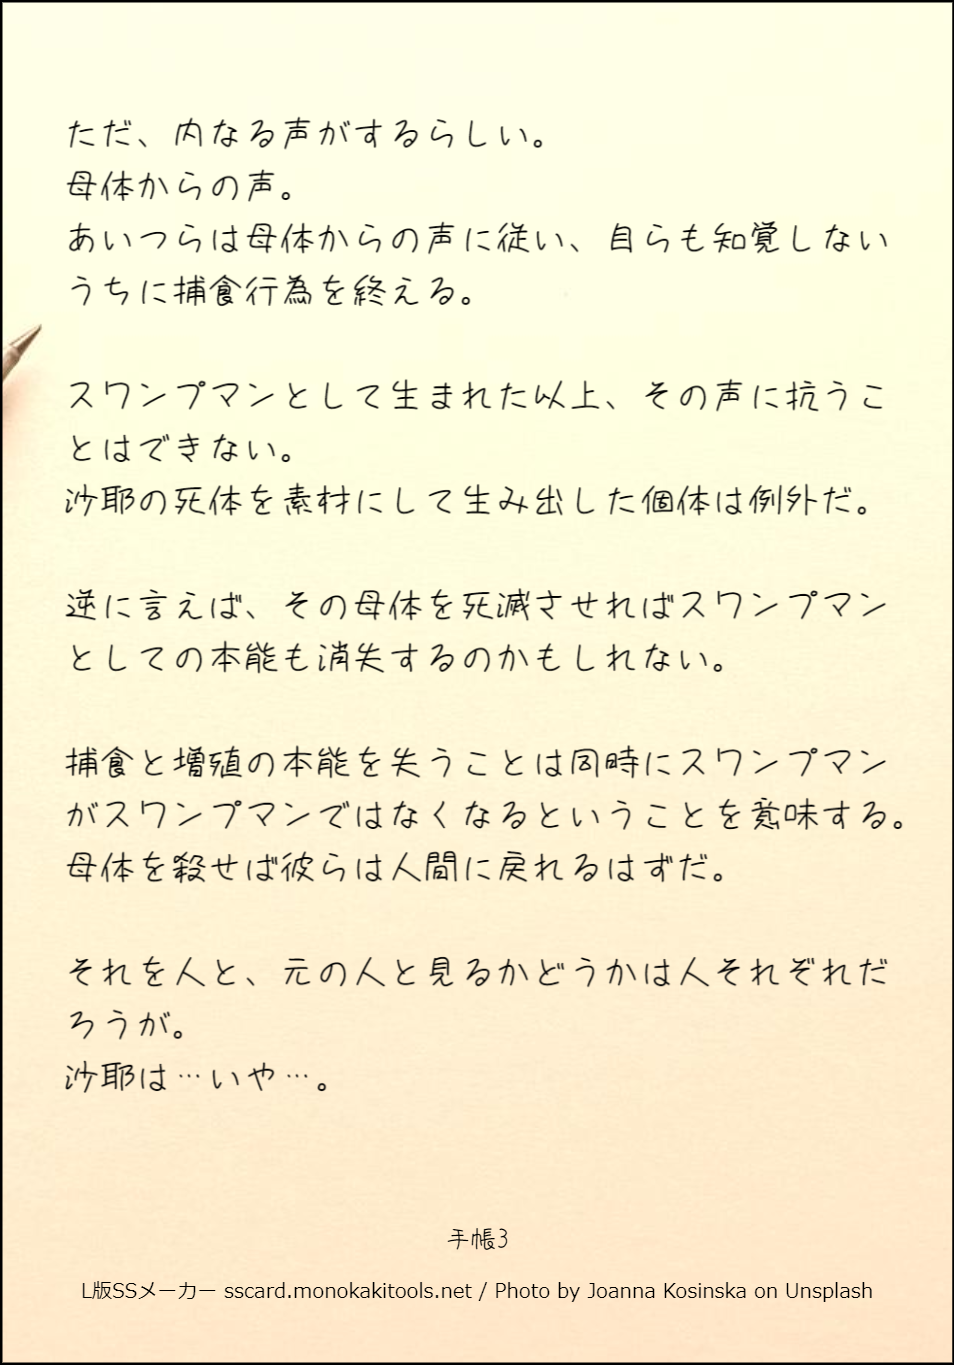 ただ、内なる声がするらしい。
母体からの声。
あいつらは母体からの声に従い、自らも知覚しない
うちに捕食行為を終える。
スワンプマンとして生まれた以上、その声に抗うこ
とはできない。
沙耶の死体を素材にして生み出した個体は例外だ。
逆に言えば、その母体を死滅させればスワンプマン
としての本能も消失するのかもしれない。
捕食と増殖の本能を失うことは同時にスワンプマン
がスワンプマンではなくなるということを意味する。
母体を殺せば彼らは人間に戻れるはずだ。
それを人と、元の人と見るかどうかは人それぞれだ
ろうが。
沙耶は…いや…。
手帳3
L版SSメーカー sscard.monokakitools.net / Photo by Joanna Kosinska on Unsplash